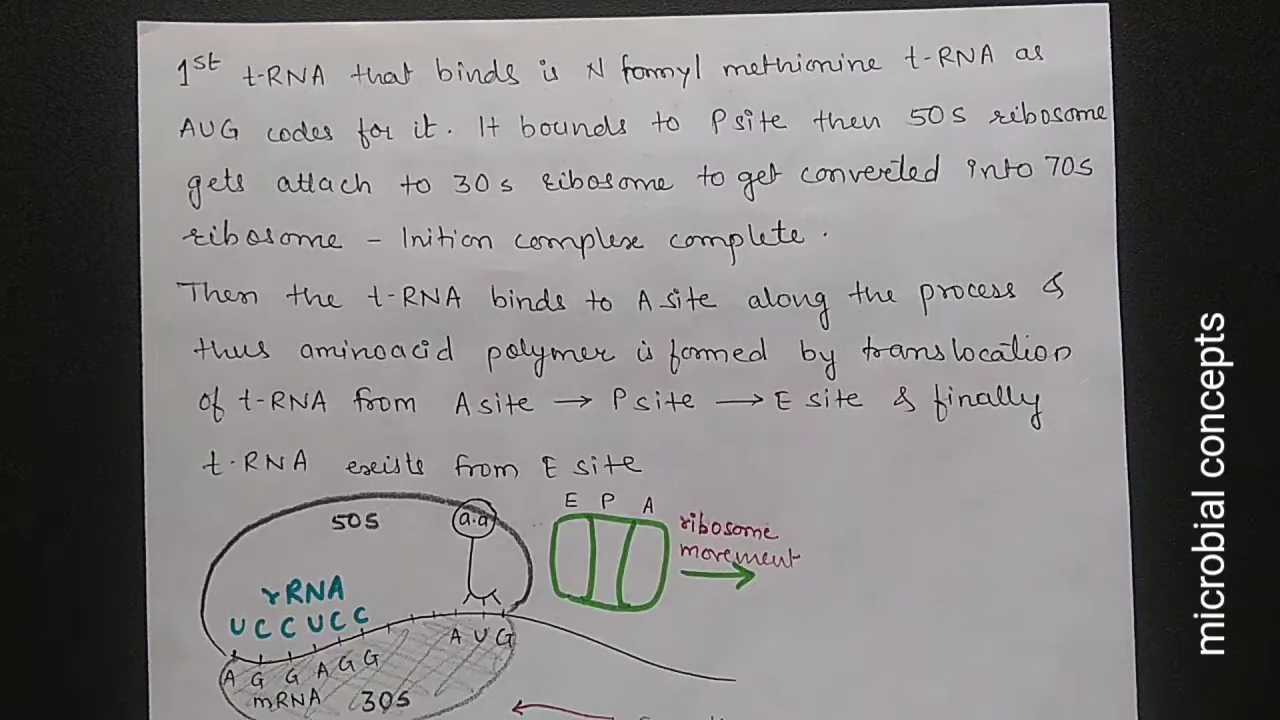 1st t-RNA that binds is N formyl methionine t-RNA as
AUG codes for it. It bounds to P site then 50s ribosome
gets attach to 30s ribosome to get converted into 70s
ribosome - Inition complex complete.
Then the t-RNA binds to A site along the process &
thus aminoacid polymer is formed by translocation
of t-RNA from A site → P site → E site & finally
t-RNA exists from E site
50s
a.a
E P A
ribosome
movement
rRNA
UCCUCC
AUG
AGGAGG
mRNA 30s
microbial concepts